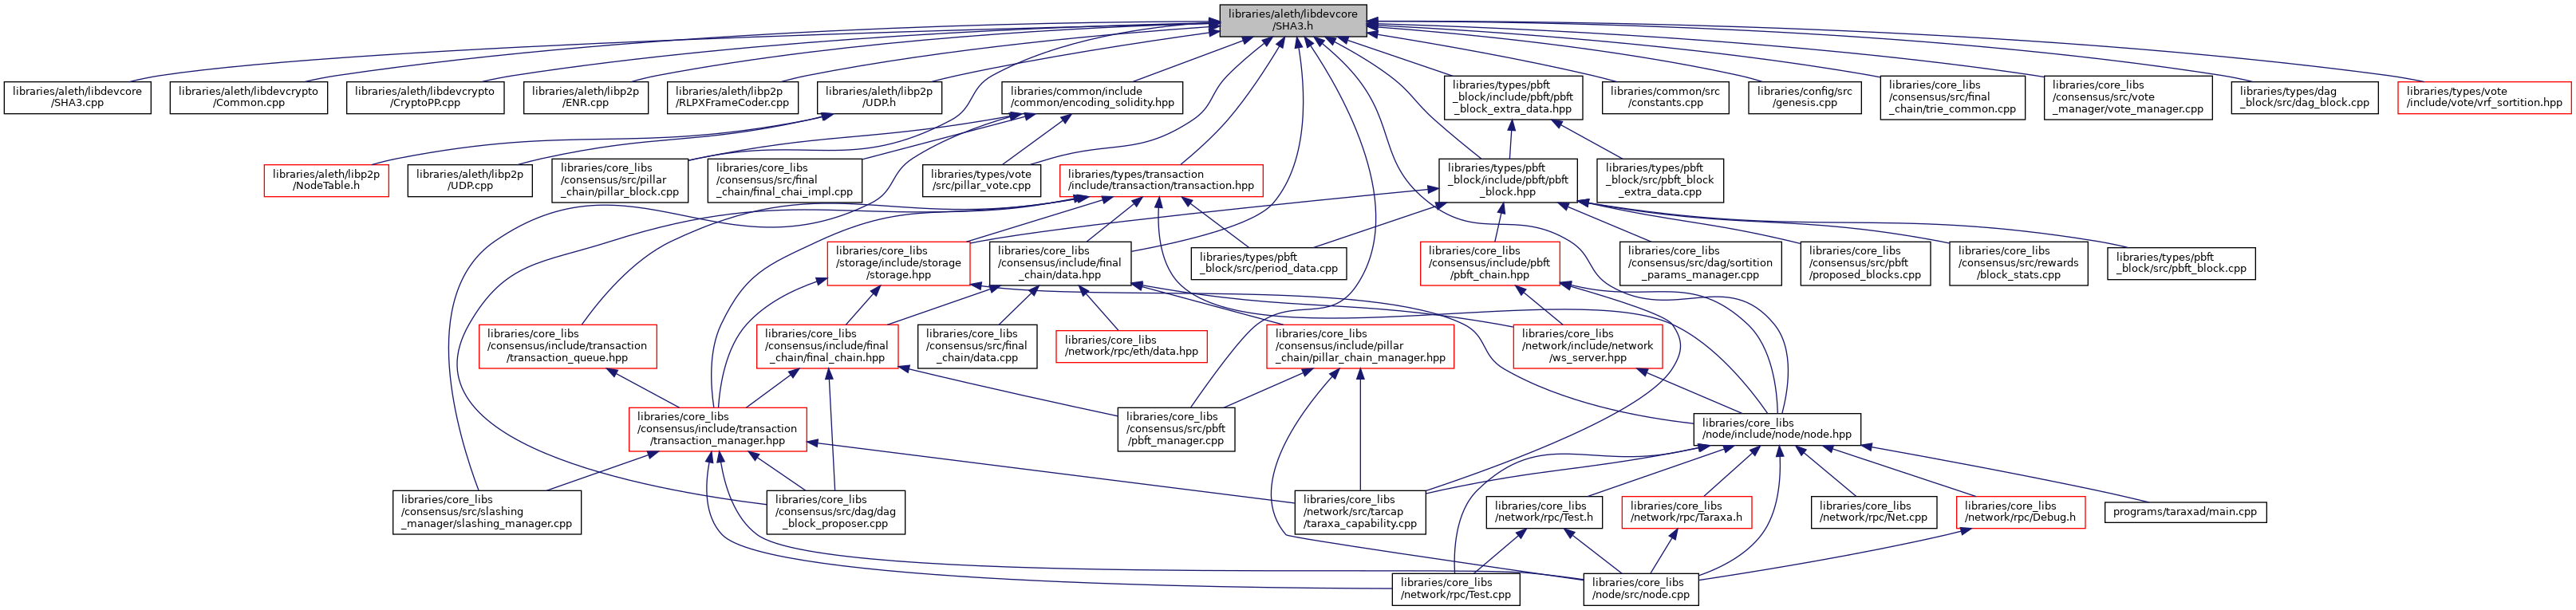 libraries/aleth/libdevcore
/SHA3.h
libraries/aleth/libdevcore
/SHA3.cpp
libraries/aleth/libdevcrypto
/Common.cpp
libraries/aleth/libdevcrypto
/CryptoPP.cpp
libraries/aleth/libp2p
/ENR.cpp
libraries/aleth/libp2p
/RLPXFrameCoder.cpp
libraries/aleth/libp2p
/UDP.h
libraries/common/include
/common/encoding_solidity.hpp
libraries/types/pbft
_block/include/pbft/pbft
_block_extra_data.hpp
libraries/common/src
/constants.cpp
libraries/config/src
/genesis.cpp
libraries/core_libs
/consensus/src/final
_chain/trie_common.cpp
libraries/core_libs
/consensus/src/vote
_manager/vote_manager.cpp
libraries/types/dag
_block/src/dag_block.cpp
libraries/types/vote
/include/vote/vrf_sortition.hpp
libraries/aleth/libp2p
/NodeTable.h
libraries/aleth/libp2p
/UDP.cpp
libraries/core_libs
/consensus/src/pillar
_chain/pillar_block.cpp
libraries/core_libs
/consensus/src/final
_chain/final_chai_impl.cpp
libraries/types/vote
/src/pillar_vote.cpp
libraries/types/transaction
/include/transaction/transaction.hpp
libraries/types/pbft
_block/include/pbft/pbft
_block.hpp
libraries/types/pbft
_block/src/pbft_block
_extra_data.cpp
libraries/core_libs
/storage/include/storage
/storage.hpp
libraries/core_libs
/consensus/include/final
_chain/data.hpp
libraries/types/pbft
_block/src/period_data.cpp
libraries/core_libs
/consensus/include/pbft
/pbft_chain.hpp
libraries/core_libs
/consensus/src/dag/sortition
_params_manager.cpp
libraries/core_libs
/consensus/src/pbft
/proposed_blocks.cpp
libraries/core_libs
/consensus/src/rewards
/block_stats.cpp
libraries/types/pbft
_block/src/pbft_block.cpp
libraries/core_libs
/consensus/include/transaction
/transaction_queue.hpp
libraries/core_libs
/consensus/include/final
_chain/final_chain.hpp
libraries/core_libs
/consensus/src/final
_chain/data.cpp
libraries/core_libs
/network/rpc/eth/data.hpp
libraries/core_libs
/consensus/include/pillar
_chain/pillar_chain_manager.hpp
libraries/core_libs
/network/include/network
/ws_server.hpp
libraries/core_libs
/consensus/include/transaction
/transaction_manager.hpp
libraries/core_libs
/consensus/src/pbft
/pbft_manager.cpp
libraries/core_libs
/node/include/node/node.hpp
libraries/core_libs
/consensus/src/slashing
_manager/slashing_manager.cpp
libraries/core_libs
/consensus/src/dag/dag
_block_proposer.cpp
libraries/core_libs
/network/src/tarcap
/taraxa_capability.cpp
libraries/core_libs
/network/rpc/Test.h
libraries/core_libs
/network/rpc/Taraxa.h
libraries/core_libs
/network/rpc/Net.cpp
libraries/core_libs
/network/rpc/Debug.h
programs/taraxad/main.cpp
libraries/core_libs
/network/rpc/Test.cpp
libraries/core_libs
/node/src/node.cpp